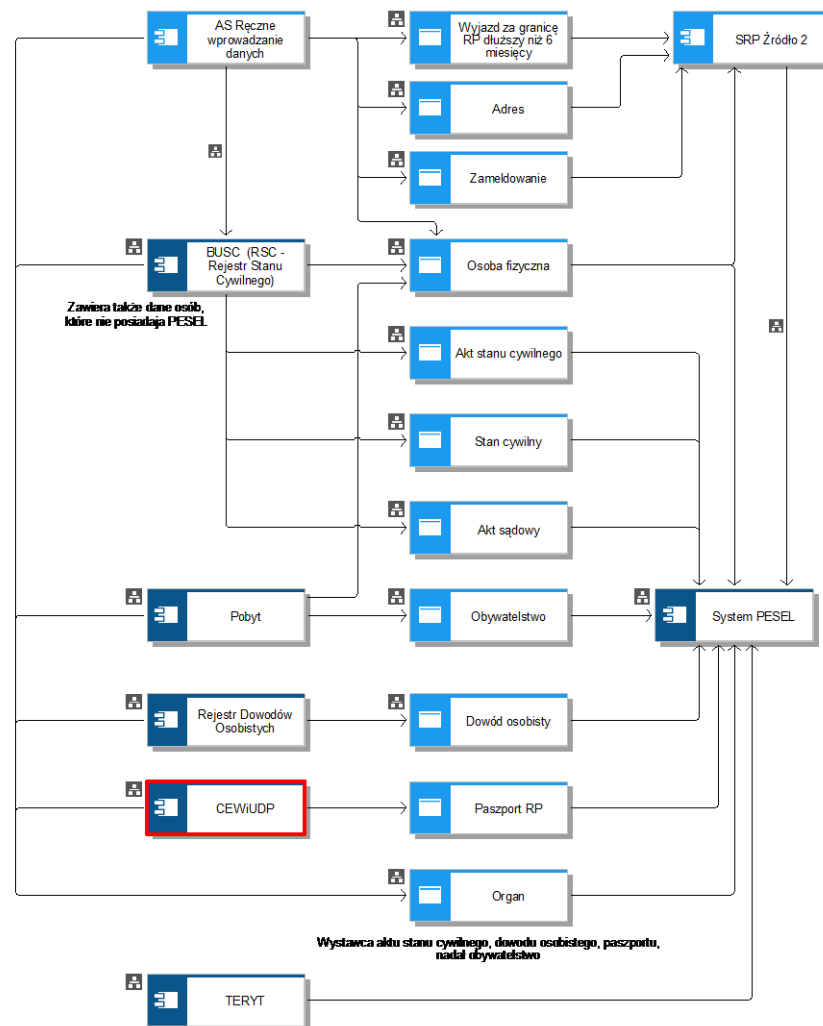 AS Ręczne
wprowadzanie
danych
Wyjazd za granicę
RP dłuższy niż 6
miesięcy
SRP Źródło 2
Adres
Zameldowanie
BUSC (RSC -
Rejestr Stanu
Cywilnego)
Osoba fizyczna
Zawiera także dane osób,
które nie posiadaja PESEL
Akt stanu cywilnego
Stan cywilny
Akt sądowy
Pobyt
Obywatelstwo
System PESEL
Rejestr Dowodów
Osobistych
Dowód osobisty
CEWiUDP
Paszport RP
Organ
Wystawca aktu stanu cywilnego, dowodu osobistego, paszportu,
nadał obywatelstwo
TERYT